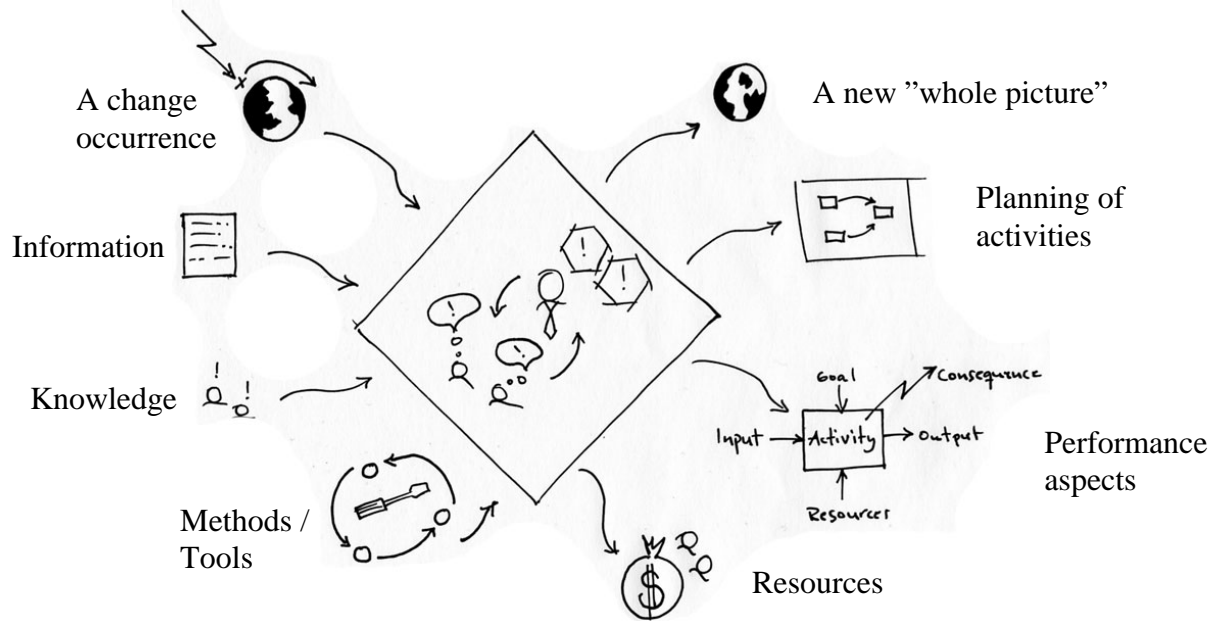 A change
occurrence
A new ”whole picture”
Information
Planning of
activities
!
!
!
!
Knowledge
!
!
Goal
Consequence
Input
Activity
Output
Resources
Performance
aspects
Methods /
Tools
$
Resources